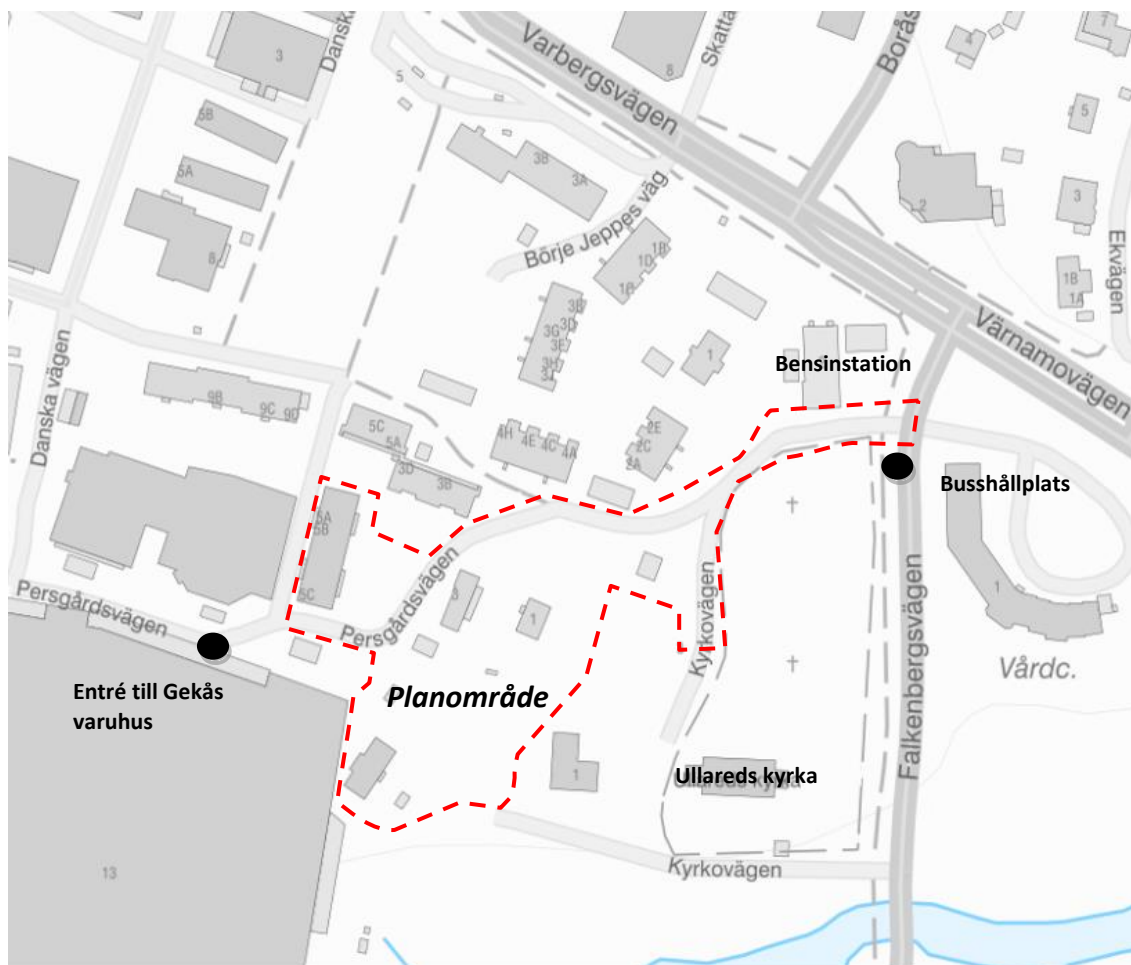 Danska
Skatta
Borås
7
3
8
4
5
Varbergsvägen
5
5B
3B
3A
2
3
5A
Börje Jeppes väg
1B
1D
1A
8
Ekvägen
1B
1A
3E
3G
3D
3E
3H
Värnamovägen
Danska vägen
1
Bensinstation
9B
9C
9D
5C
5A
4H
4E
4C
4A
2E
2C
2A
3D
3B
Busshållplats
5A
5B
5C
Persgårdsvägen
3
1
1
Persgårdsvägen
Persgårdsvägen
Kyrkovägen
Vårdc.
Entré till Gekås
varuhus
Planområde
Falkenbergsvägen
1
Ullareds kyrka
Kyrkovägen
13